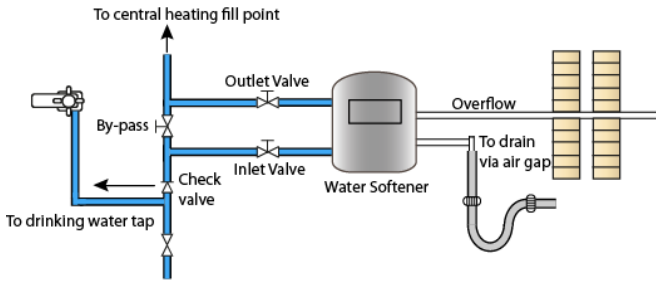 To central heating fill point
Outlet Valve
Overflow
By-pass
To drain
via air gap
Inlet Valve
Water Softener
Check
valve
To drinking water tap